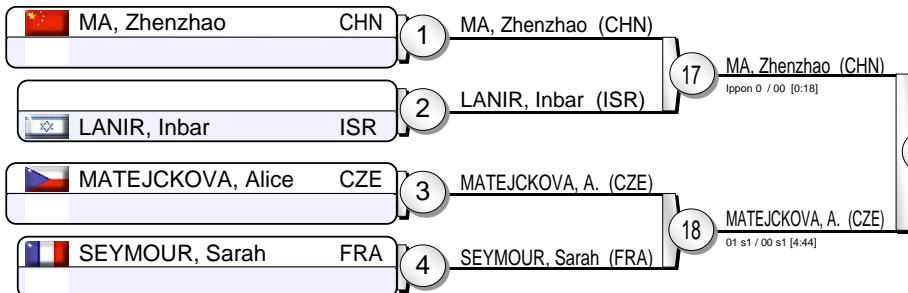 MA, Zhenzhao CHN
1
MA, Zhenzhao (CHN)
17
MA, Zhenzhao (CHN)
Ippon 0 / 00 [0:18]
2
LANIR, Inbar (ISR)
LANIR, Inbar ISR
MATEJCKOVA, Alice CZE
3
MATEJCKOVA, A. (CZE)
18
MATEJCKOVA, A. (CZE)
01 s1 / 00 s1 [4:44]
SEYMOUR, Sarah FRA
4
SEYMOUR, Sarah (FRA)